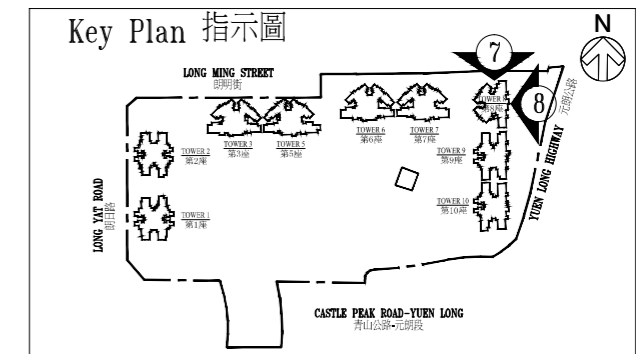 Key Plan 指示圖
N
7
8
LONG MING STREET
朗明街
元朗公路
YUEN LONG HIGHWAY
TOWER 3
第3座
TOWER 5
第5座
TOWER 6
第6座
TOWER 7
第7座
TOWER 8
第8座
TOWER 2
第2座
TOWER 9
第9座
LONG YAT ROAD
朗日路
TOWER 1
第1座
TOWER 10
第10座
CASTLE PEAK ROAD-YUEN LONG
青山公路-元朗段